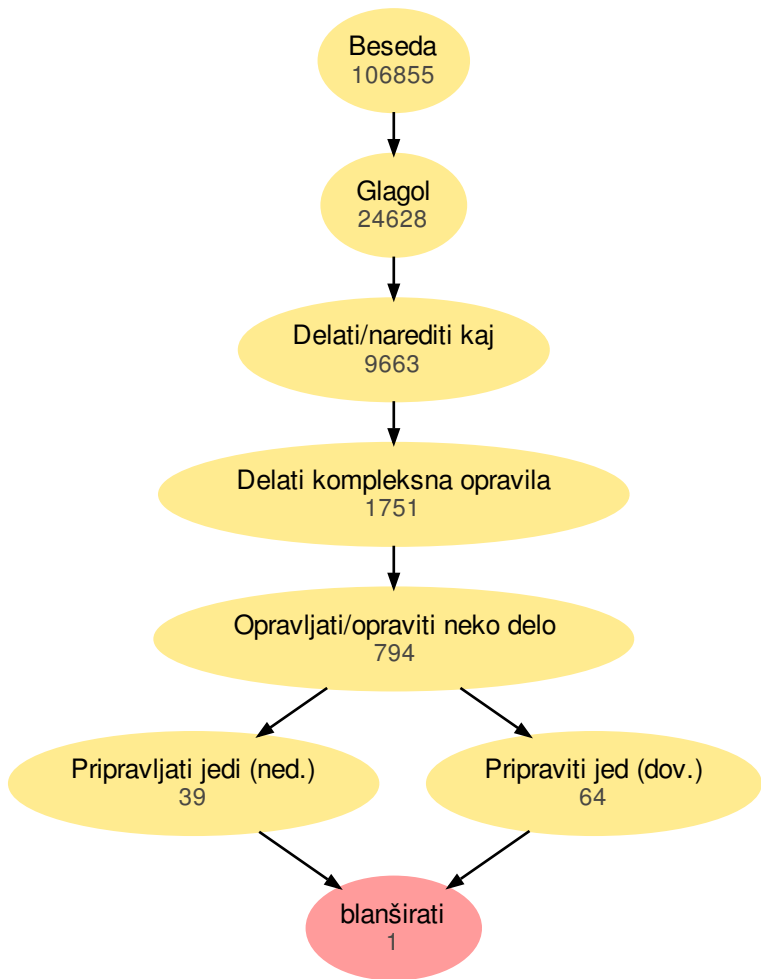 Beseda
106855
Glagol
24628
Delati/narediti kaj
9663
Delati kompleksna opravila
1751
Opravljati/opraviti neko delo
794
Pripravljati jedi (ned.)
39
Pripraviti jed (dov.)
64
blanširati
1